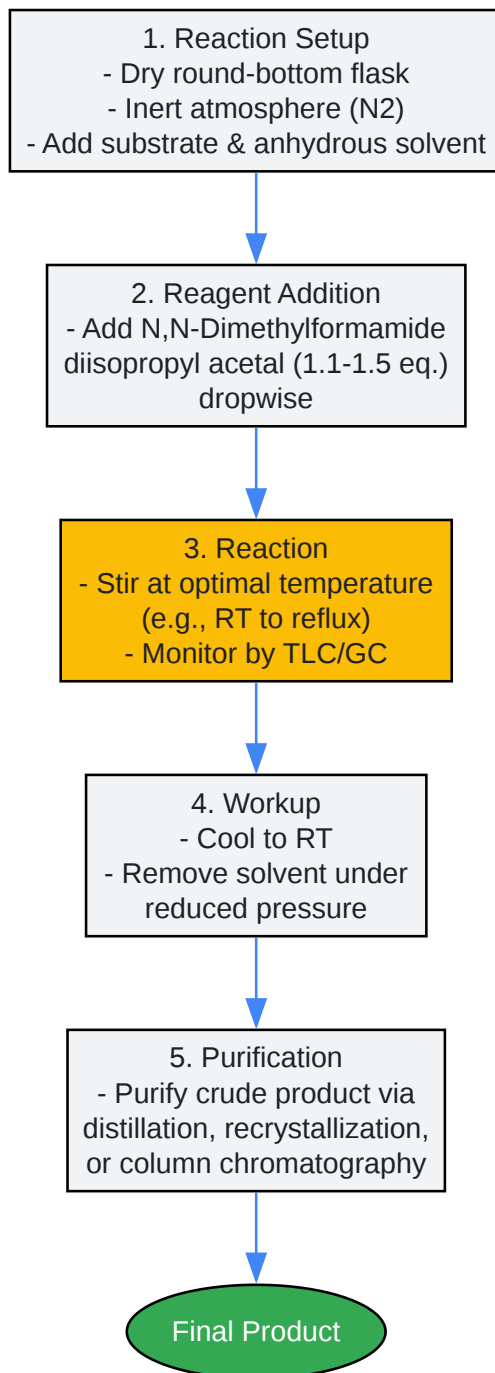 1. Reaction Setup
- Dry round-bottom flask
- Inert atmosphere (N2)
- Add substrate & anhydrous solvent
2. Reagent Addition
- Add N,N-Dimethylformamide
diisopropyl acetal (1.1-1.5 eq.)
dropwise
3. Reaction
- Stir at optimal temperature
(e.g., RT to reflux)
- Monitor by TLC/GC
4. Workup
- Cool to RT
- Remove solvent under
reduced pressure
5. Purification
- Purify crude product via
distillation, recrystallization,
or column chromatography
Final Product